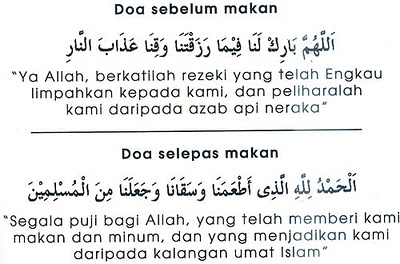 Doa sebelum makan
اَللَّهُمَّ بَارِكْ لَنَا فِيْمَا رَزَقْتَنَا وَقِنَا عَذَابَ النَّارِ
“Ya Allah, berkatilah rezeki yang telah Engkau
limpahkan kepada kami, dan peliharalah
kami daripada azab api neraka”
Doa selepas makan
اَلْحَمْدُ لِلَّهِ الَّذِى أَطْعَمَنَا وَسَقَانَا وَجَعَلَنَا مِنَ الْمُسْلِمِيْنَ
“Segala puji bagi Allah, yang telah memberi kami
makan dan minum, dan yang menjadikan kami
daripada kalangan umat Islam”